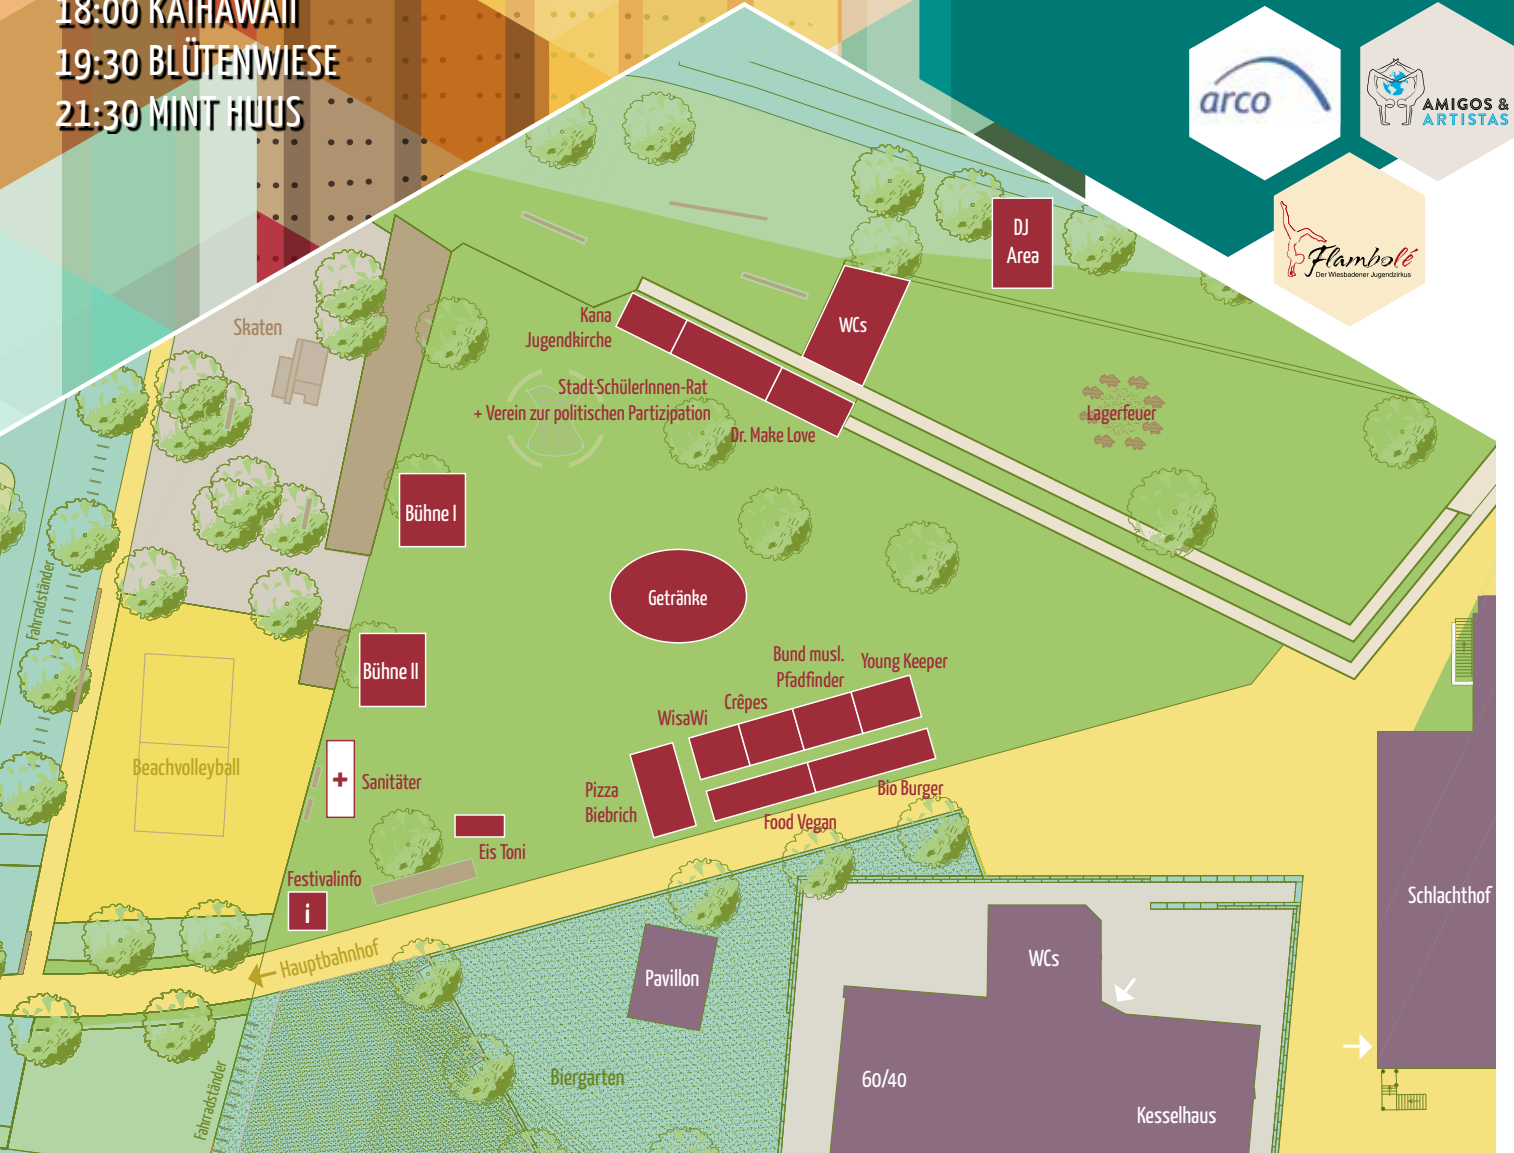 18:00 KAIHAWAII
19:30 BLÜTENWIESE
21:30 MINT HUUS
arco
AMIGOS &
ARTISTAS
Flambolé
Der Wiesbadener Jugendzirkus
DJ
Area
WCs
Kana
Jugendkirche
Skaten
Stadt-SchülerInnen-Rat
+ Verein zur politischen Partizipation
Dr. Make Love
Lagerfeuer
Bühne I
Getränke
Fahrradständer
Bühne II
Bund musl.
Pfadfinder
Young Keeper
Crêpes
WisaWi
Beachvolleyball
Sanitäter
Pizza
Biebrich
Bio Burger
Food Vegan
Eis Toni
Festivalinfo
i
Schlachthof
Hauptbahnhof
Pavillon
WCs
Biergarten
60/40
Kesselhaus
Fahrradständer